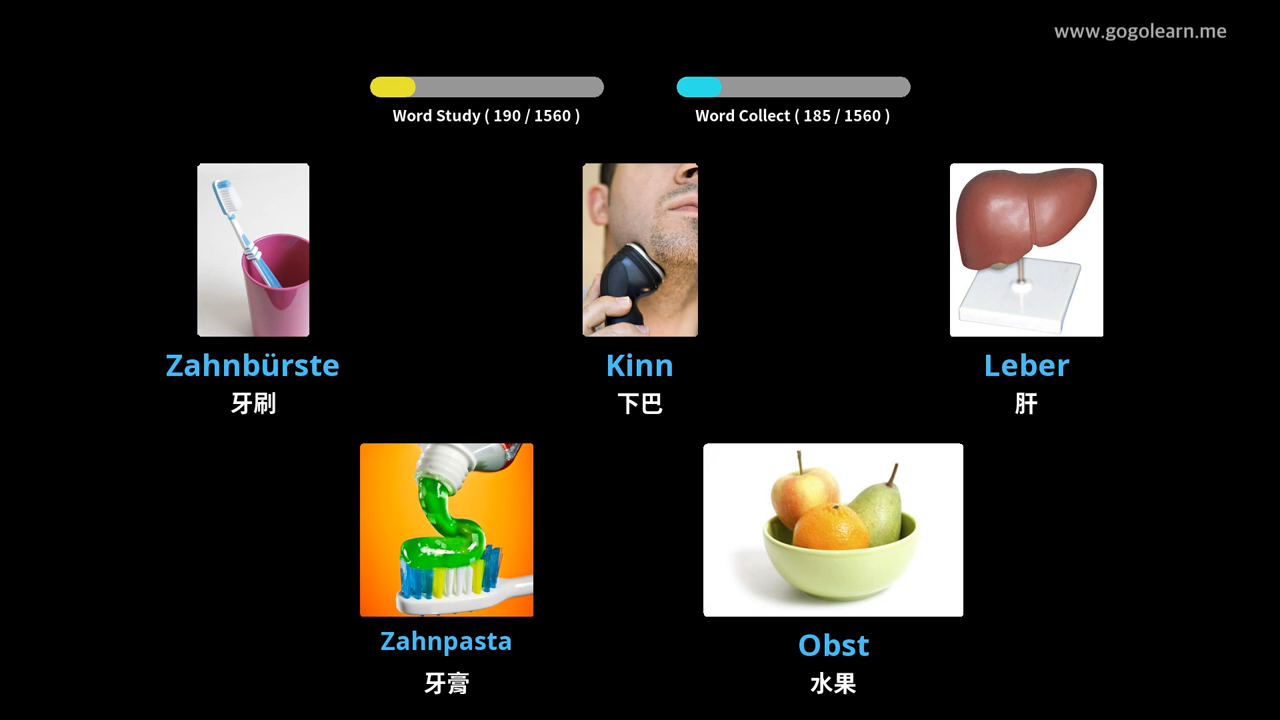 www.gogolearn.me
Word Study ( 190 / 1560 )
Word Collect ( 185 / 1560 )
Zahnbürste
牙刷
Kinn
下巴
Leber
肝
Zahnpasta
牙膏
Obst
水果